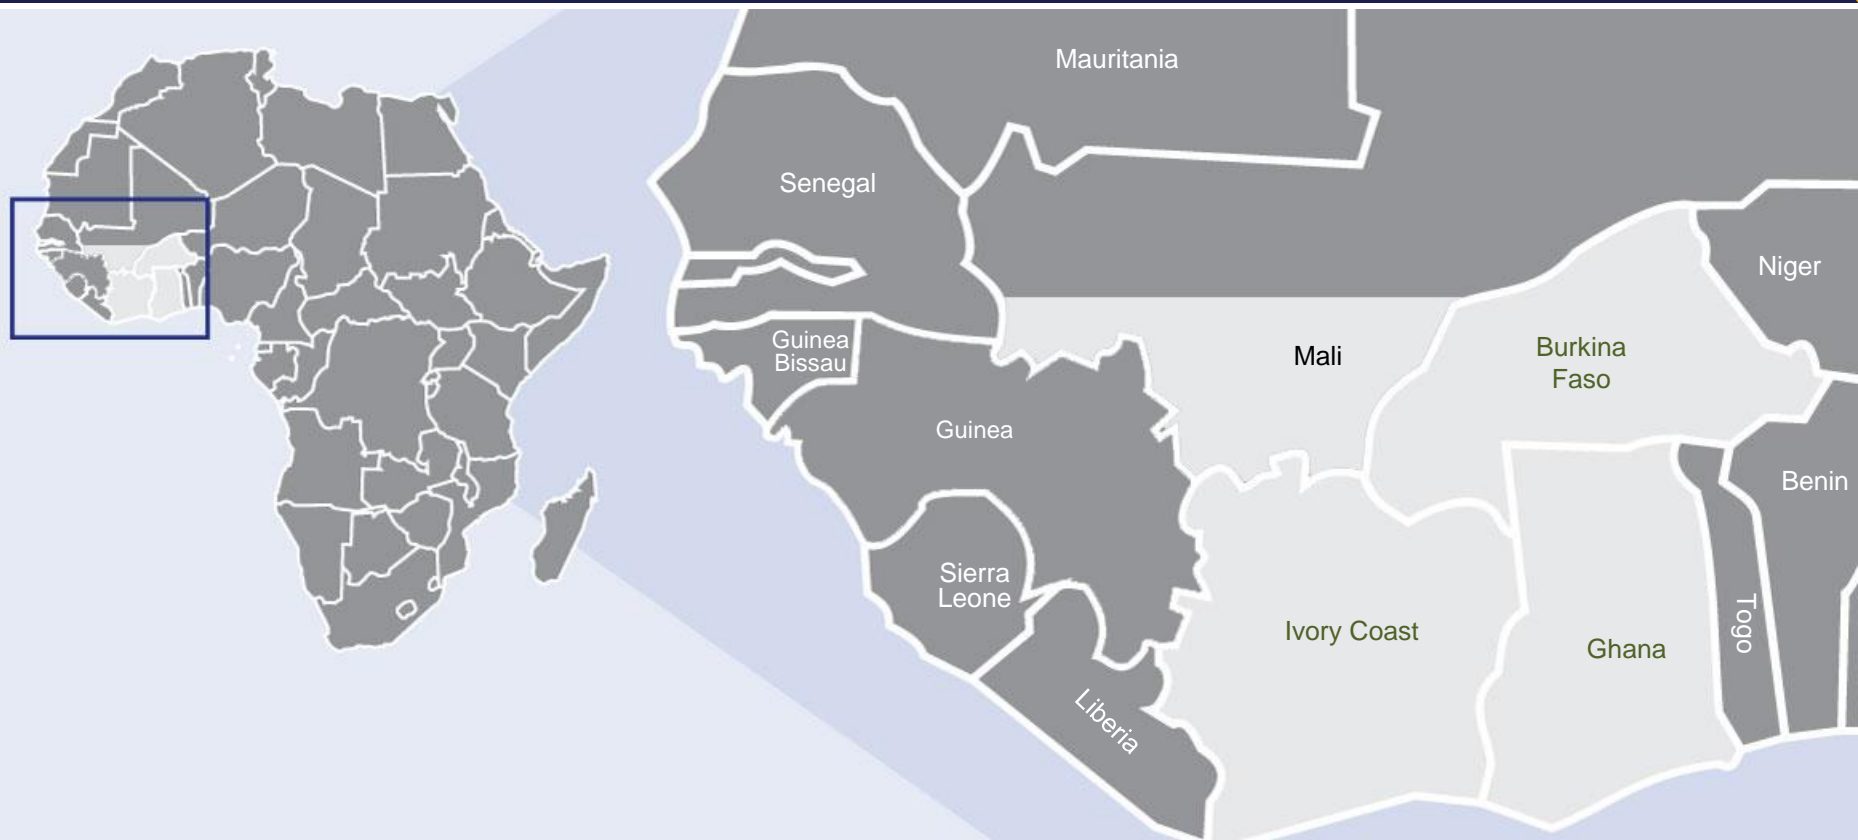 Mauritania
Senegal
Niger
Guinea
Bissau
Mali
Burkina
Faso
Guinea
Benin
Sierra
Leone
Ivory Coast
Ghana
Togo
Liberia